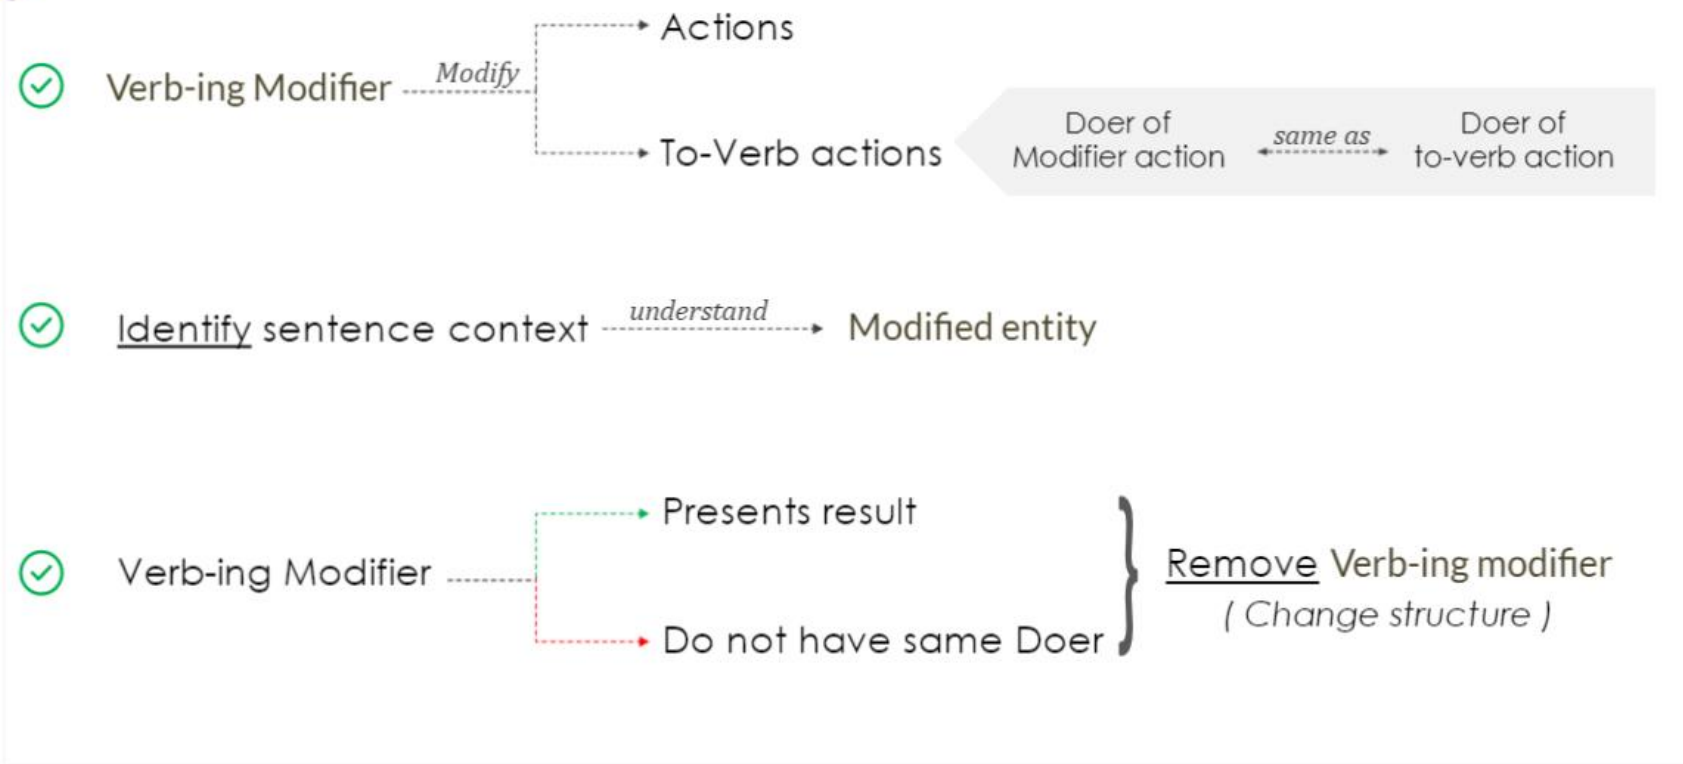 Actions
Verb-ing Modifier Modify
To-Verb actions
Doer of
Modifier action
same as
Doer of
to-verb action
Identify sentence context understand Modified entity
Presents result
Verb-ing Modifier
Do not have same Doer
Remove Verb-ing modifier
( Change structure )